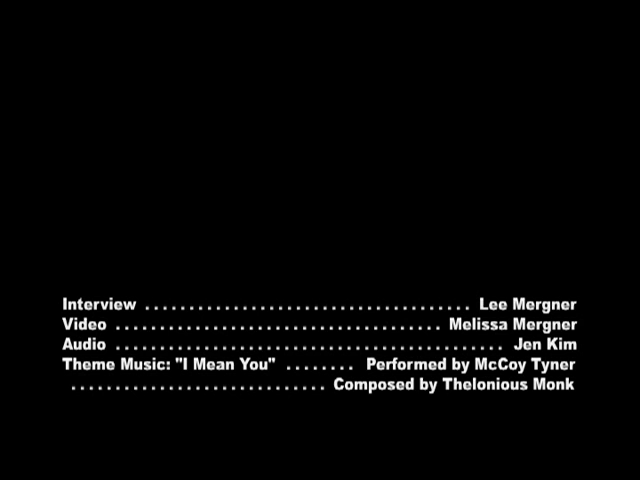 Interview ..................................... Lee Mergner
Video ..................................... Melissa Mergner
Audio ............................................ Jen Kim
Theme Music: "I Mean You" ........ Performed by McCoy Tyner
............................. Composed by Thelonious Monk